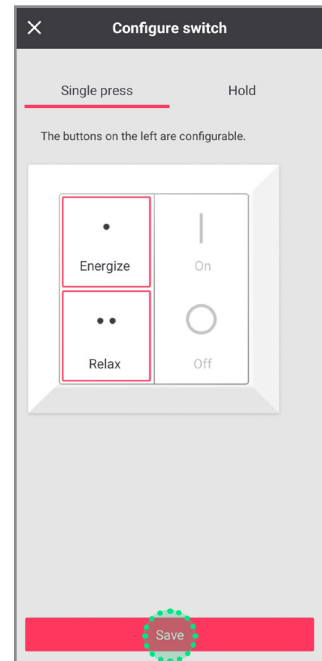 Configure switch
Single press Hold
The buttons on the left are configurable.
Energize On
Relax Off
Save